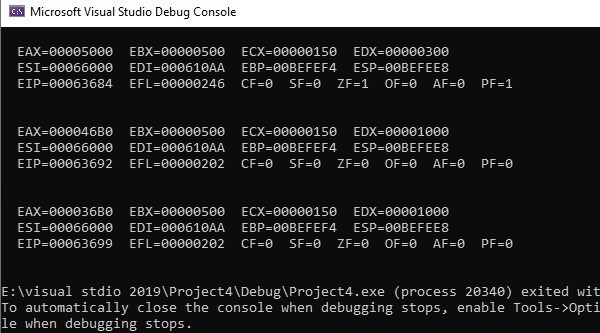 Microsoft Visual Studio Debug Console
EAX=00005000 EBX=00000500 ECX=00000150 EDX=00000300
ESI=00066000 EDI=000610AA EBP=00BEFEF4 ESP=00BEFEE8
EIP=00063684 EFL=00000246 CF=0 SF=0 ZF=1 OF=0 AF=0 PF=1
EAX=000046B0 EBX=00000500 ECX=00000150 EDX=00001000
ESI=00066000 EDI=000610AA EBP=00BEFEF4 ESP=00BEFEE8
EIP=00063692 EFL=00000202 CF=0 SF=0 ZF=0 OF=0 AF=0 PF=0
EAX=000036B0 EBX=00000500 ECX=00000150 EDX=00001000
ESI=00066000 EDI=000610AA EBP=00BEFEF4 ESP=00BEFEE8
EIP=00063699 EFL=00000202 CF=0 SF=0 ZF=0 OF=0 AF=0 PF=0
E:\visual stdio 2019\Project4\Debug\Project4.exe (process 20340) exited wit
To automatically close the console when debugging stops, enable Tools->Opti
le when debugging stops.